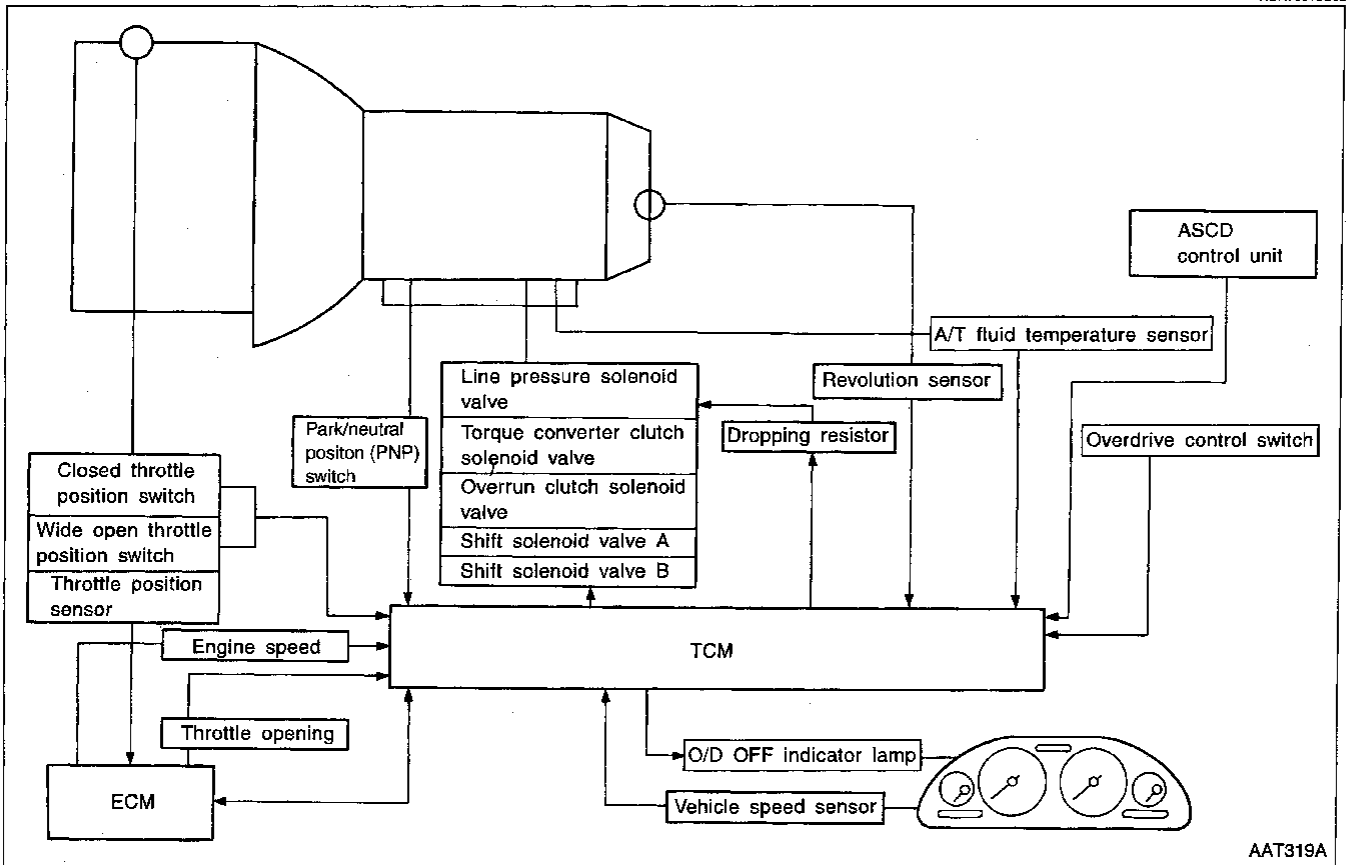 ASCD
control unit
A/T fluid temperature sensor
Line pressure solenoid
valve
Revolution sensor
Park/neutral
positon (PNP)
switch
Torque converter clutch
solenoid valve
Dropping resistor
Overdrive control switch
Closed throttle
position switch
Overrun clutch solenoid
valve
Wide open throttle
position switch
Shift solenoid valve A
Throttle position
sensor
Shift solenoid valve B
Engine speed
TCM
Throttle opening
O/D OFF indicator lamp
ECM
Vehicle speed sensor
AAT319A